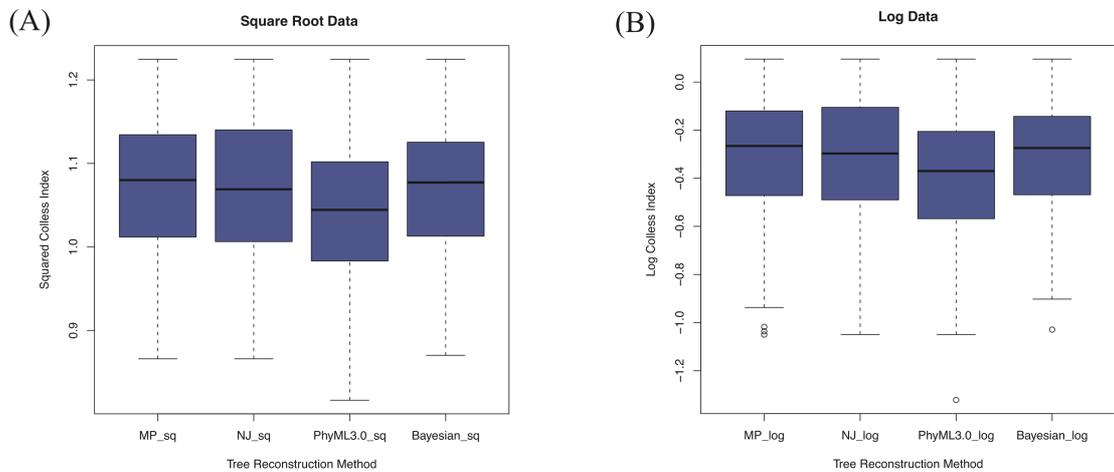 (A)
Square Root Data
Squared Colless Index
1.2
1.1
1.0
0.9
MP_sq NJ_sq PhyML3.0_sq Bayesian_sq
Tree Reconstruction Method
(B)
Log Data
Log Colless Index
0.0
−0.2
−0.4
−0.6
−0.8
−1.0
−1.2
MP_log NJ_log PhyML3.0_log Bayesian_log
Tree Reconstruction Method